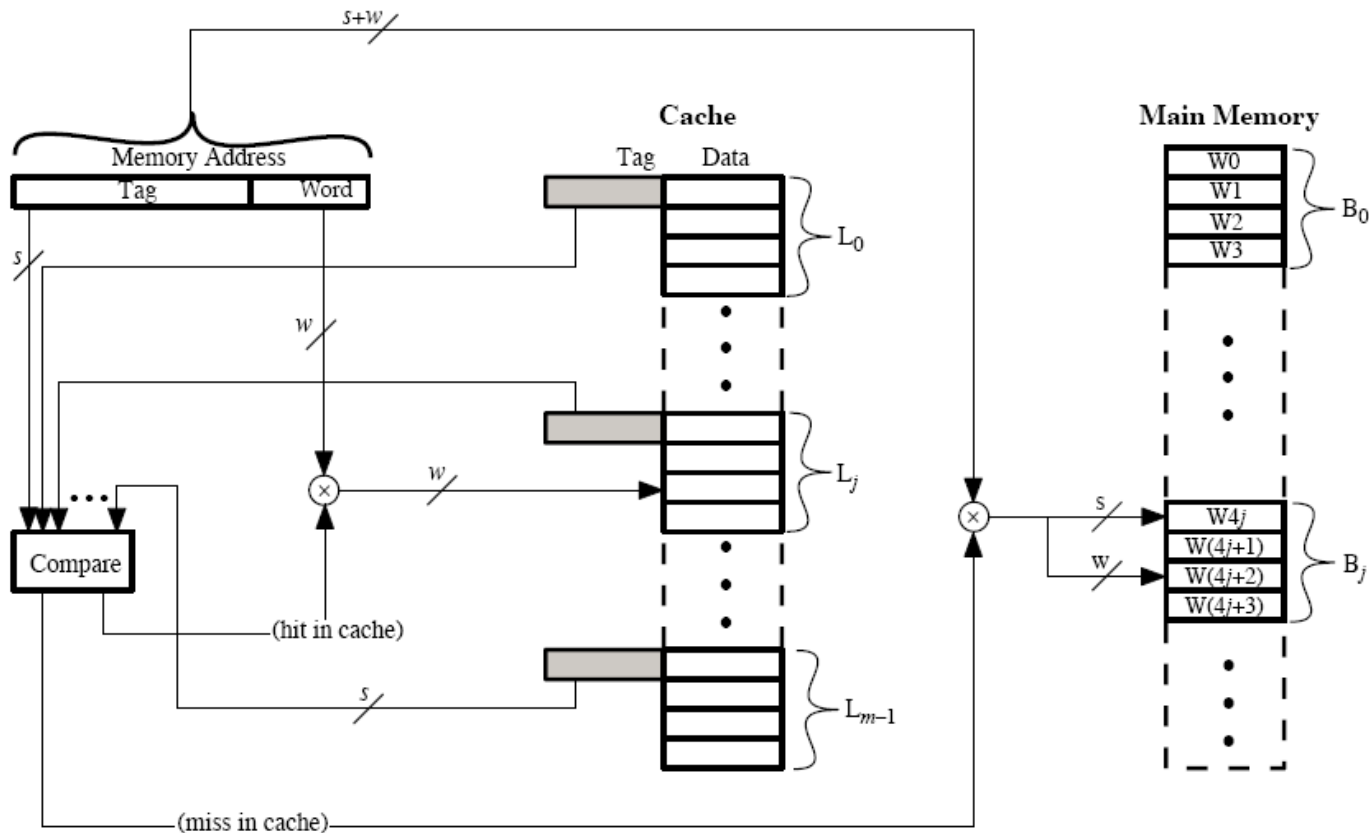 s+w
Cache
Main Memory
Memory Address
Tag Data
Tag Word
W0
W1
W2
W3
B0
L0
s
w
Lj
w
...
Compare
s
W4j
W(4j+1)
w
W(4j+2)
W(4j+3)
Bj
(hit in cache)
s
Lm–1
(miss in cache)